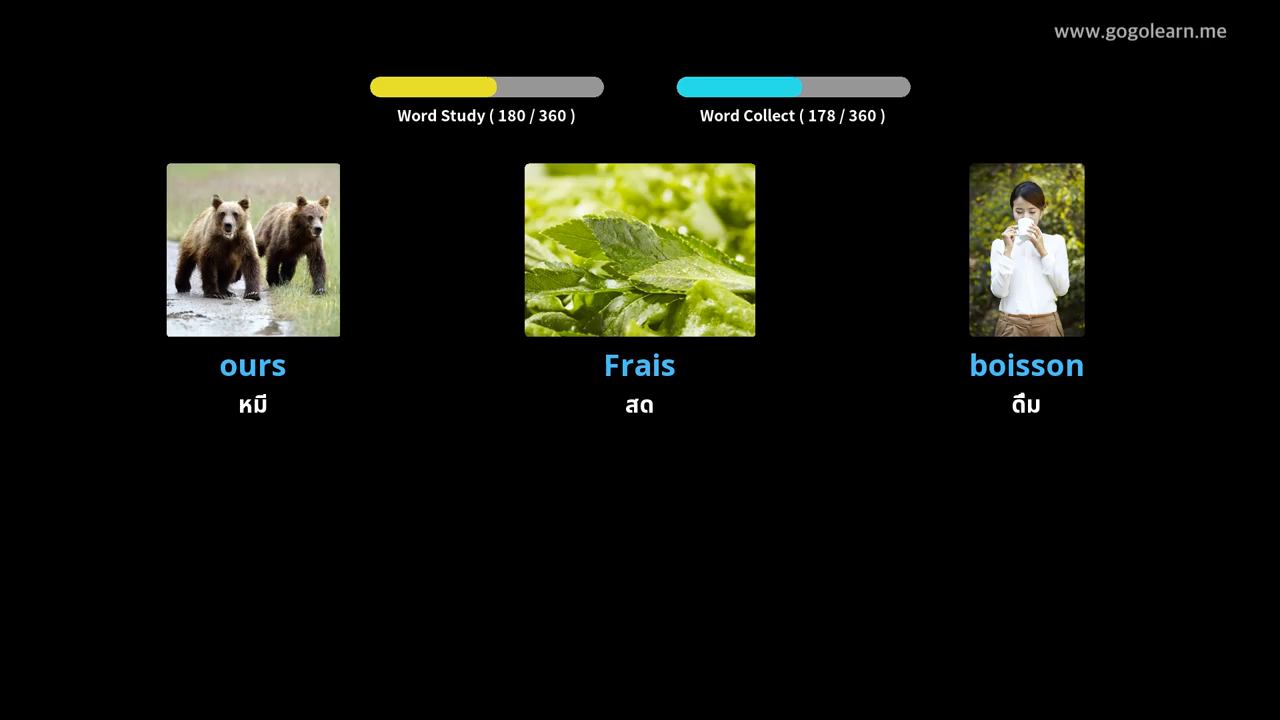 www.gogolearn.me
Word Study ( 180 / 360 )
Word Collect ( 178 / 360 )
ours
Frais
boisson
หมี
สด
ดื่ม